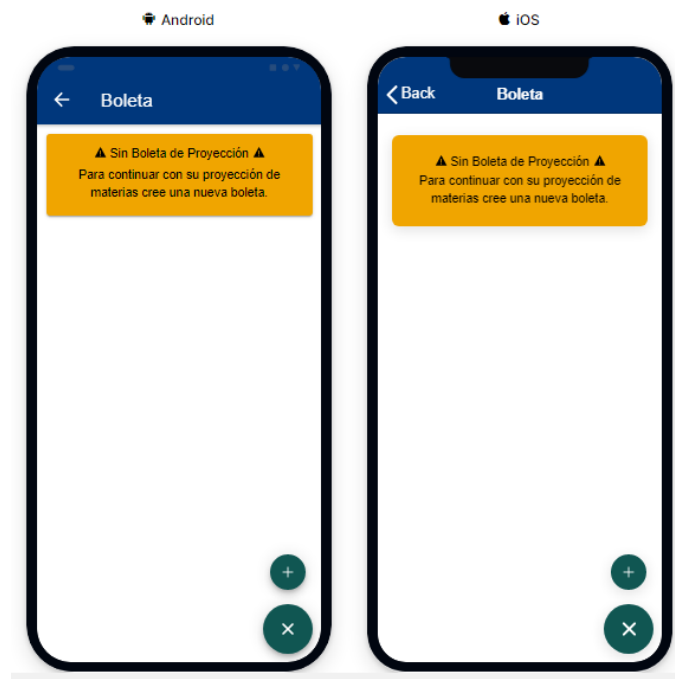 Android
Boleta
Sin Boleta de Proyección
Para continuar con su proyección de
materias cree una nueva boleta.
iOS
Back Boleta
Sin Boleta de Proyección
Para continuar con su proyección de
materias cree una nueva boleta.